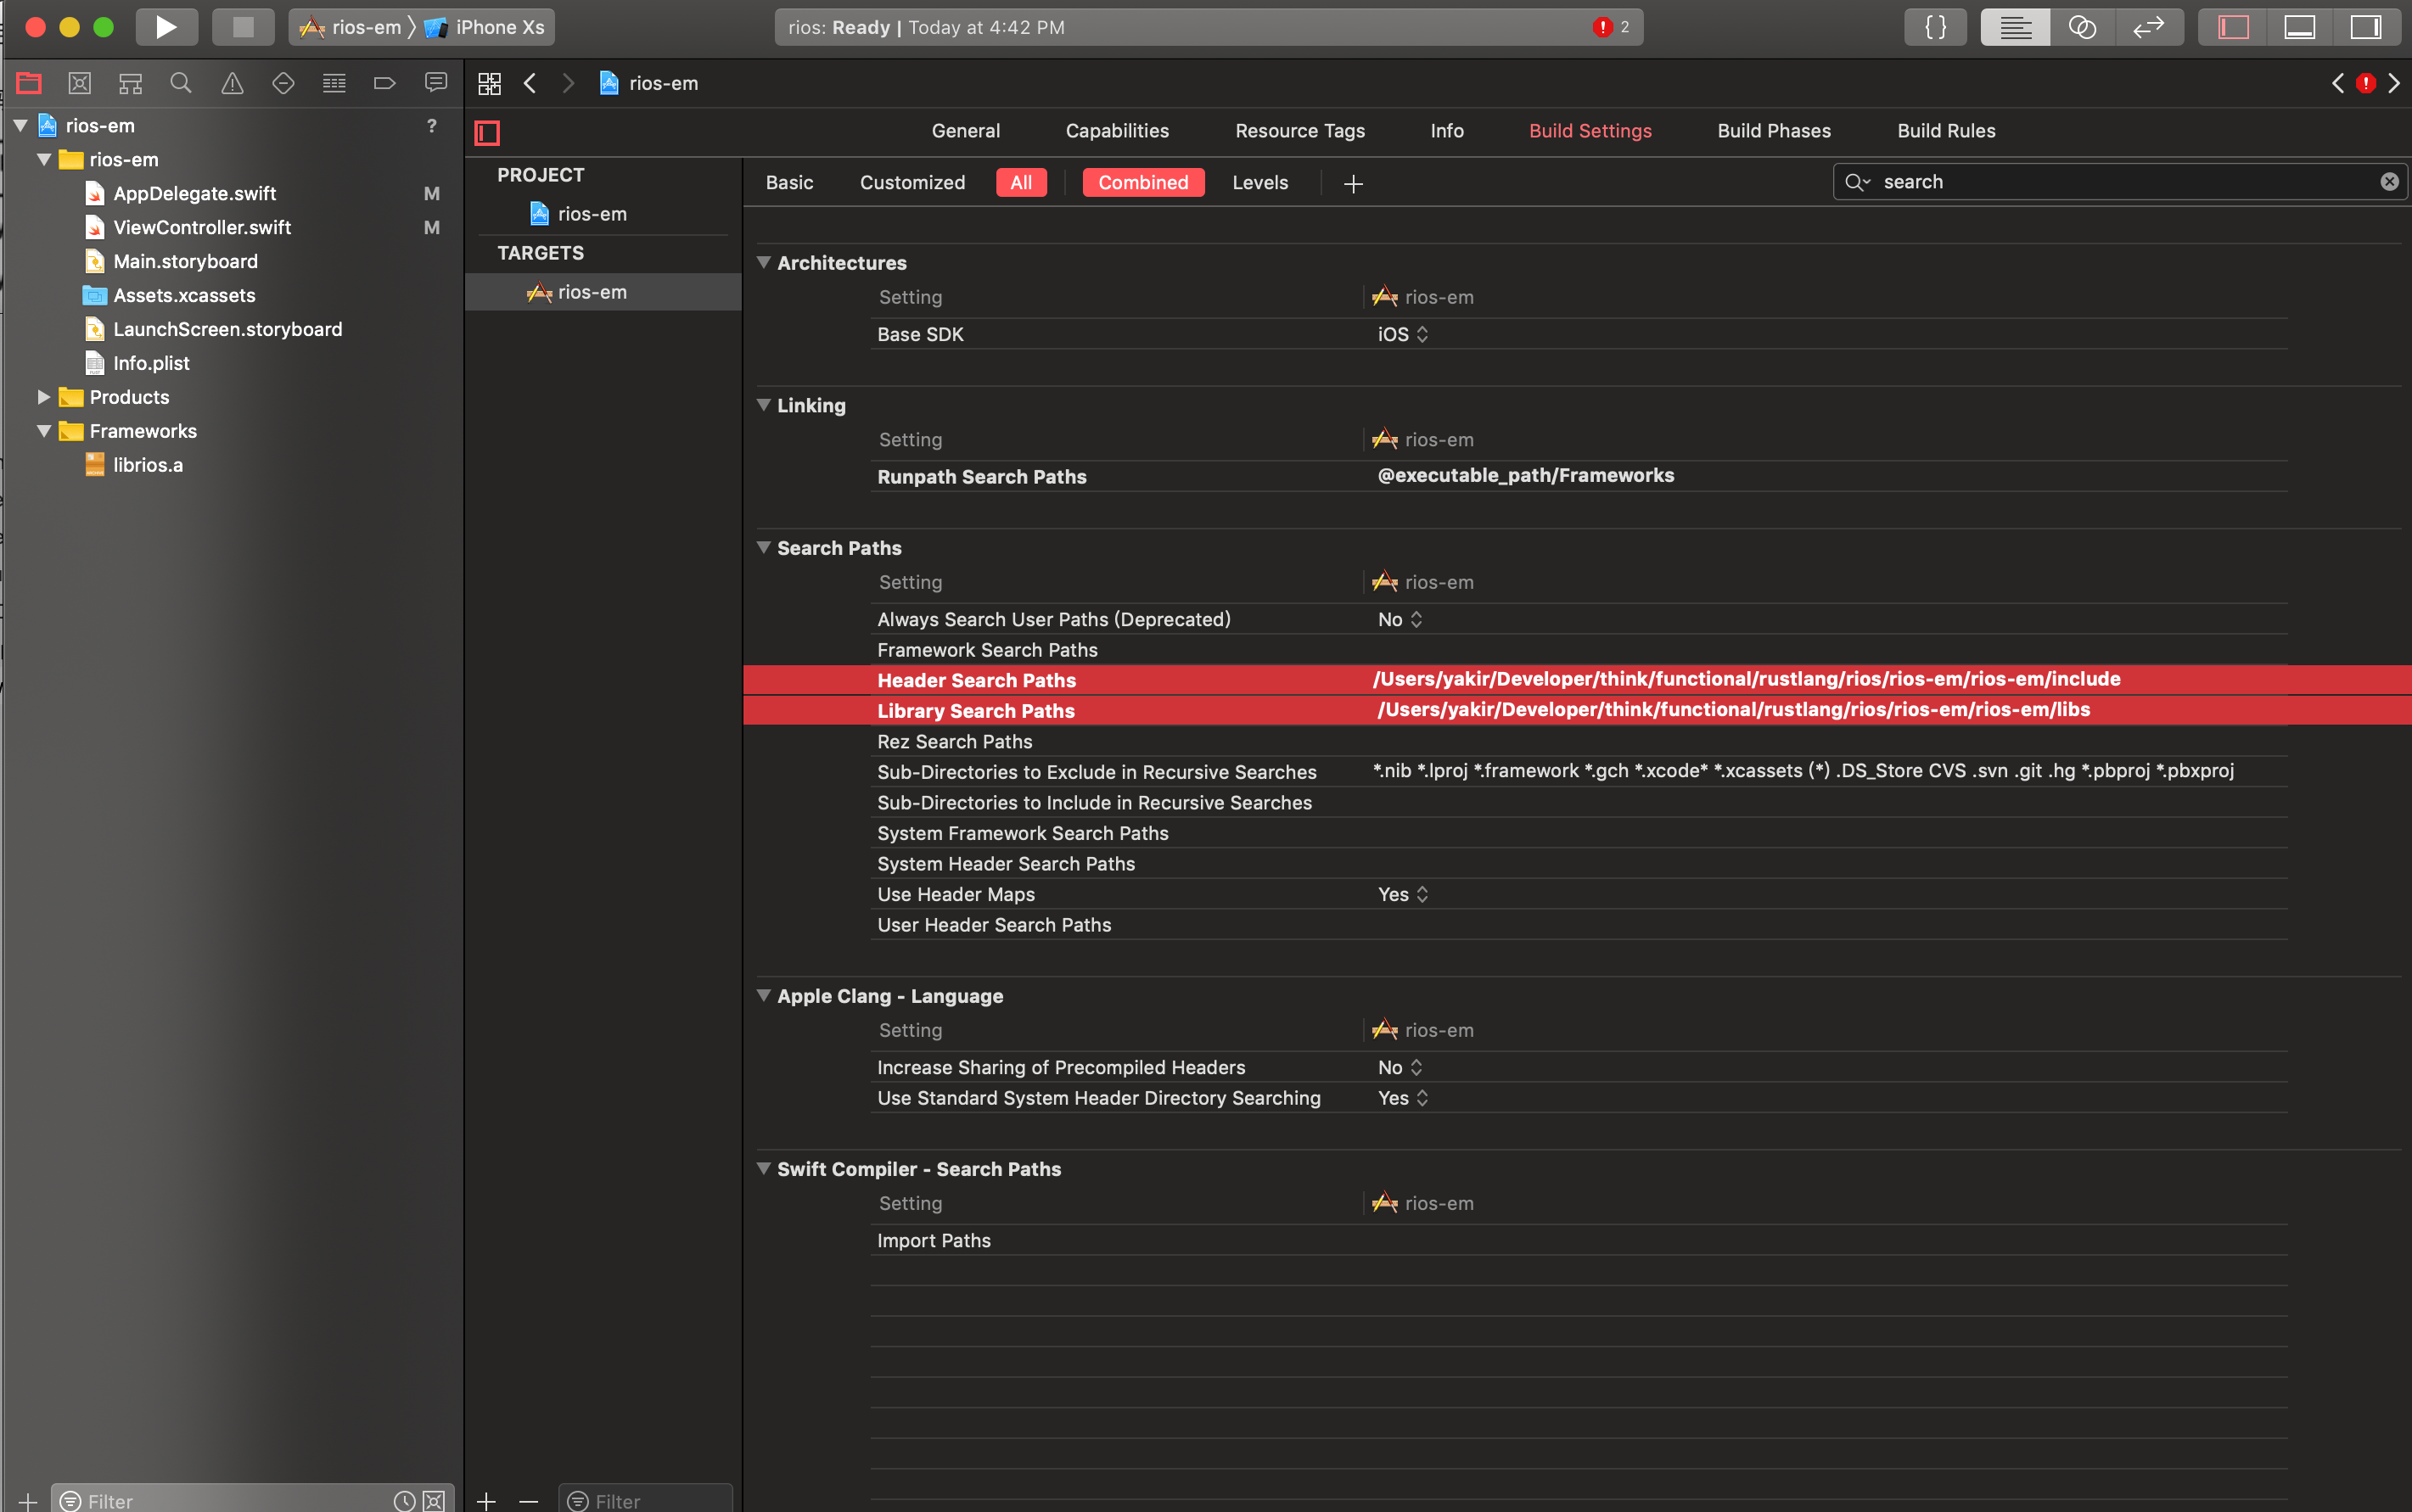 rios-em 〉 iPhone Xs
rios: Ready | Today at 4:42 PM
2
rios-em
rios-em
?
rios-em
AppDelegate.swift M
ViewController.swift M
Main.storyboard
Assets.xcassets
LaunchScreen.storyboard
Info.plist
Products
Frameworks
librios.a
Filter
General Capabilities Resource Tags Info Build Settings Build Phases Build Rules
PROJECT
rios-em
TARGETS
rios-em
Filter
Basic Customized All Combined Levels
search
Architectures
Setting rios-em
Base SDK iOS
Linking
Setting rios-em
Runpath Search Paths @executable_path/Frameworks
Search Paths
Setting rios-em
Always Search User Paths (Deprecated) No
Framework Search Paths
Header Search Paths /Users/yakir/Developer/think/functional/rustlang/rios/rios-em/rios-em/include
Library Search Paths /Users/yakir/Developer/think/functional/rustlang/rios/rios-em/rios-em/libs
Rez Search Paths
Sub-Directories to Exclude in Recursive Searches *.nib *.lproj *.framework *.gch *.xcode* *.xcassets (*) .DS_Store CVS .svn .git .hg *.pbproj *.pbxproj
Sub-Directories to Include in Recursive Searches
System Framework Search Paths
System Header Search Paths
Use Header Maps Yes
User Header Search Paths
Apple Clang - Language
Setting rios-em
Increase Sharing of Precompiled Headers No
Use Standard System Header Directory Searching Yes
Swift Compiler - Search Paths
Setting rios-em
Import Paths